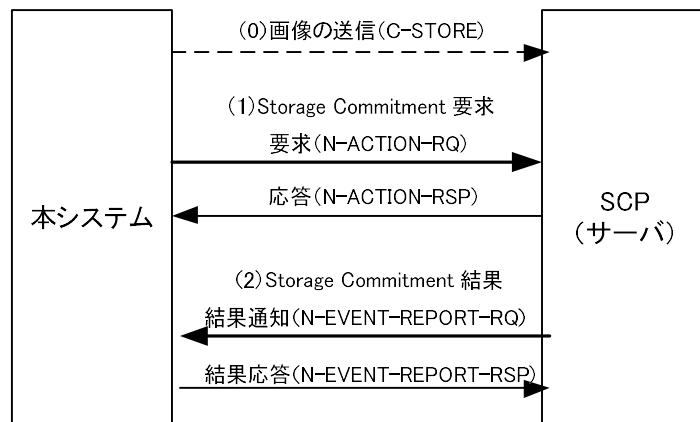 (0)画像の送信(C-STORE)
(1)Storage Commitment 要求
要求(N-ACTION-RQ)
応答(N-ACTION-RSP)
本システム
SCP
(サーバ)
(2)Storage Commitment 結果
結果通知(N-EVENT-REPORT-RQ)
結果応答(N-EVENT-REPORT-RSP)